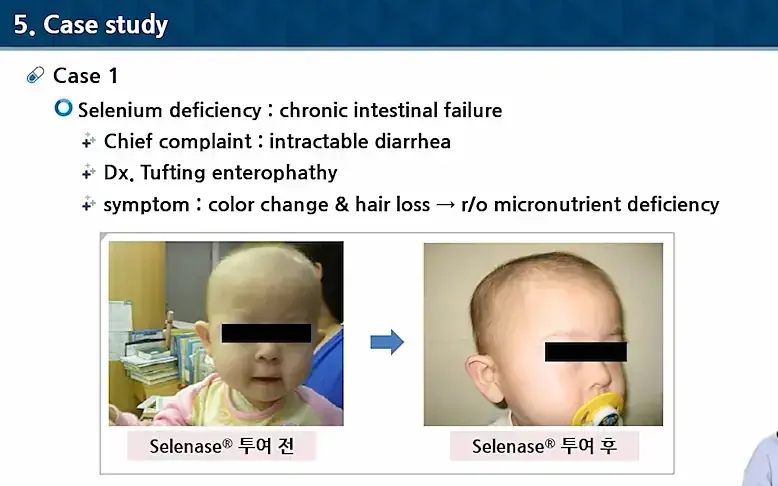 5. Case study
Case 1
Selenium deficiency : chronic intestinal failure
Chief complaint : intractable diarrhea
Dx. Tufting enterophathy
symptom : color change & hair loss → r/o micronutrient deficiency
Selenase® 투여 전
Selenase® 투여 후